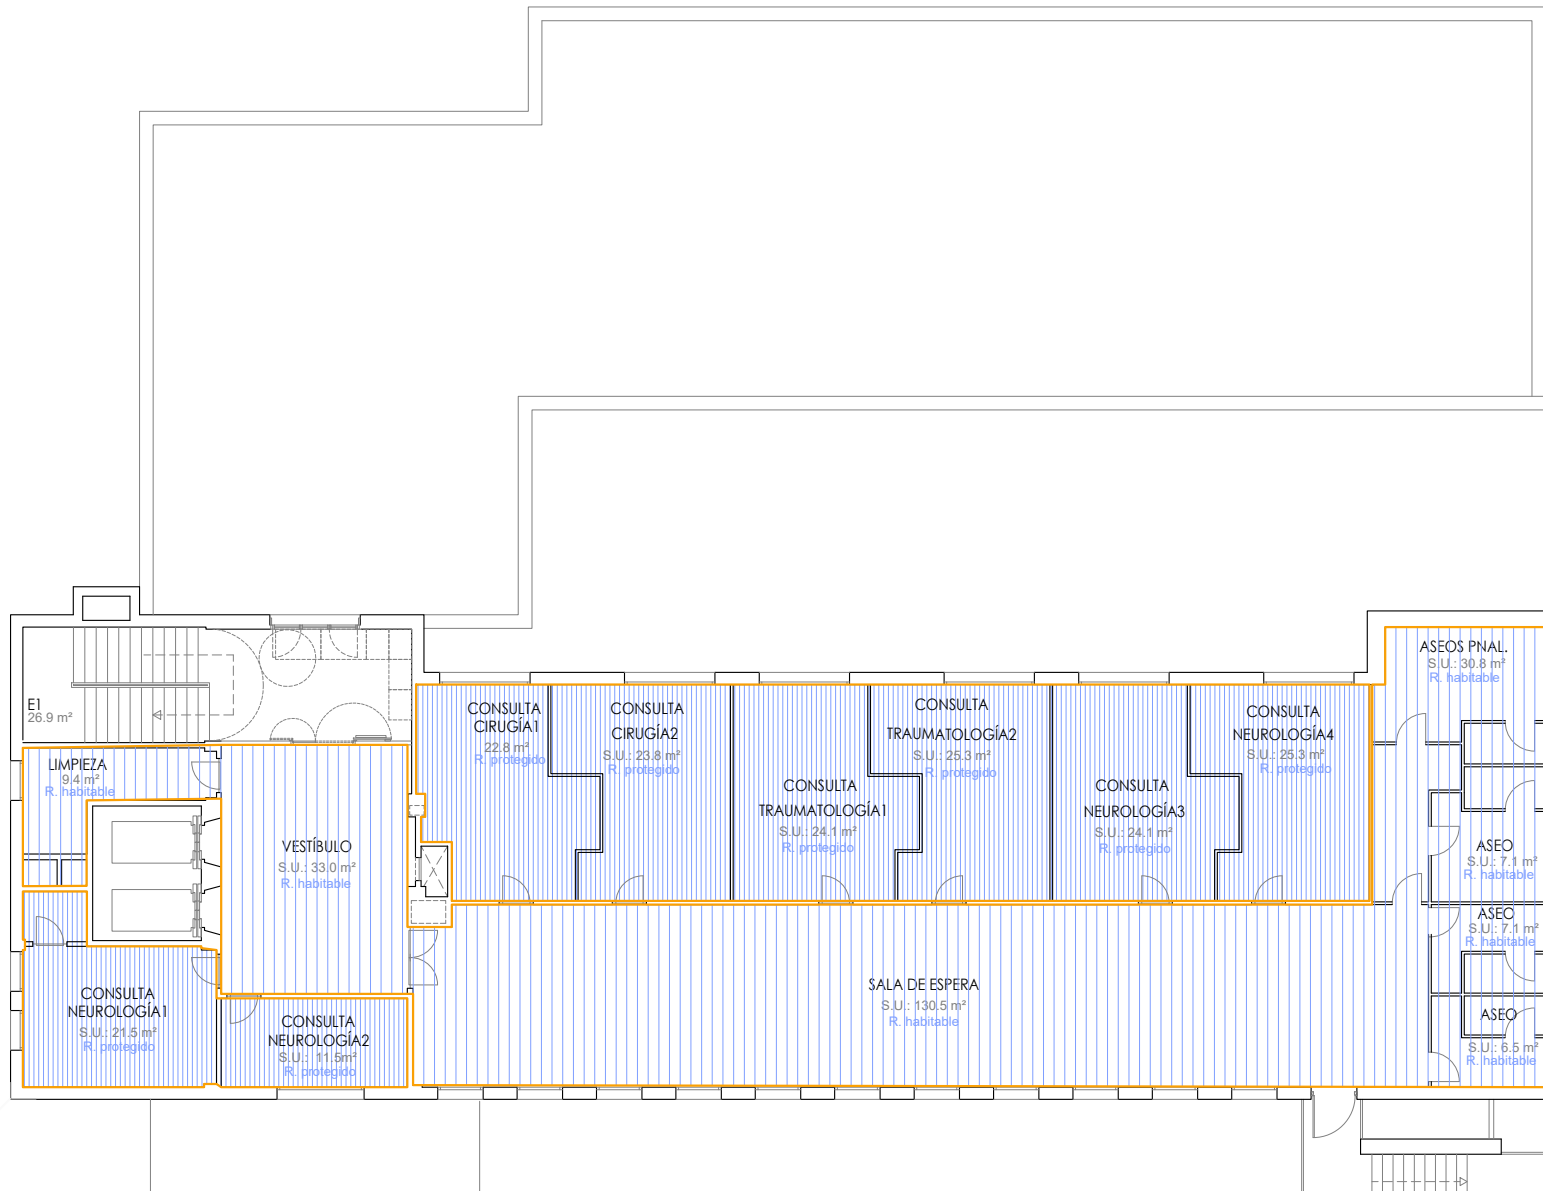 ASEOS PNAL.
S.U.: 30.8 m²
R. habitable
E1
26.9 m²
CONSULTA
CIRUGÍA1
22.8 m²
R. protegido
CONSULTA
CIRUGÍA2
S.U.: 23.8 m²
R. protegido
CONSULTA
TRAUMATOLOGÍA2
S.U.: 25.3 m²
R. protegido
CONSULTA
NEUROLOGÍA4
S.U.: 25.3 m²
R. protegido
LIMPIEZA
9.4 m²
R. habitable
CONSULTA
TRAUMATOLOGÍA1
S.U.: 24.1 m²
R. protegido
CONSULTA
NEUROLOGÍA3
S.U.: 24.1 m²
R. protegido
VESTÍBULO
S.U.: 33.0 m²
R. habitable
ASEO
S.U.: 7.1 m²
R. habitable
ASEO
S.U.: 7.1 m²
R. habitable
CONSULTA
NEUROLOGÍA1
S.U.: 21.5 m²
R. protegido
CONSULTA
NEUROLOGÍA2
S.U.: 11.5m²
R. protegido
SALA DE ESPERA
S.U.: 130.5 m²
R. habitable
ASEO
S.U.: 6.5 m²
R. habitable